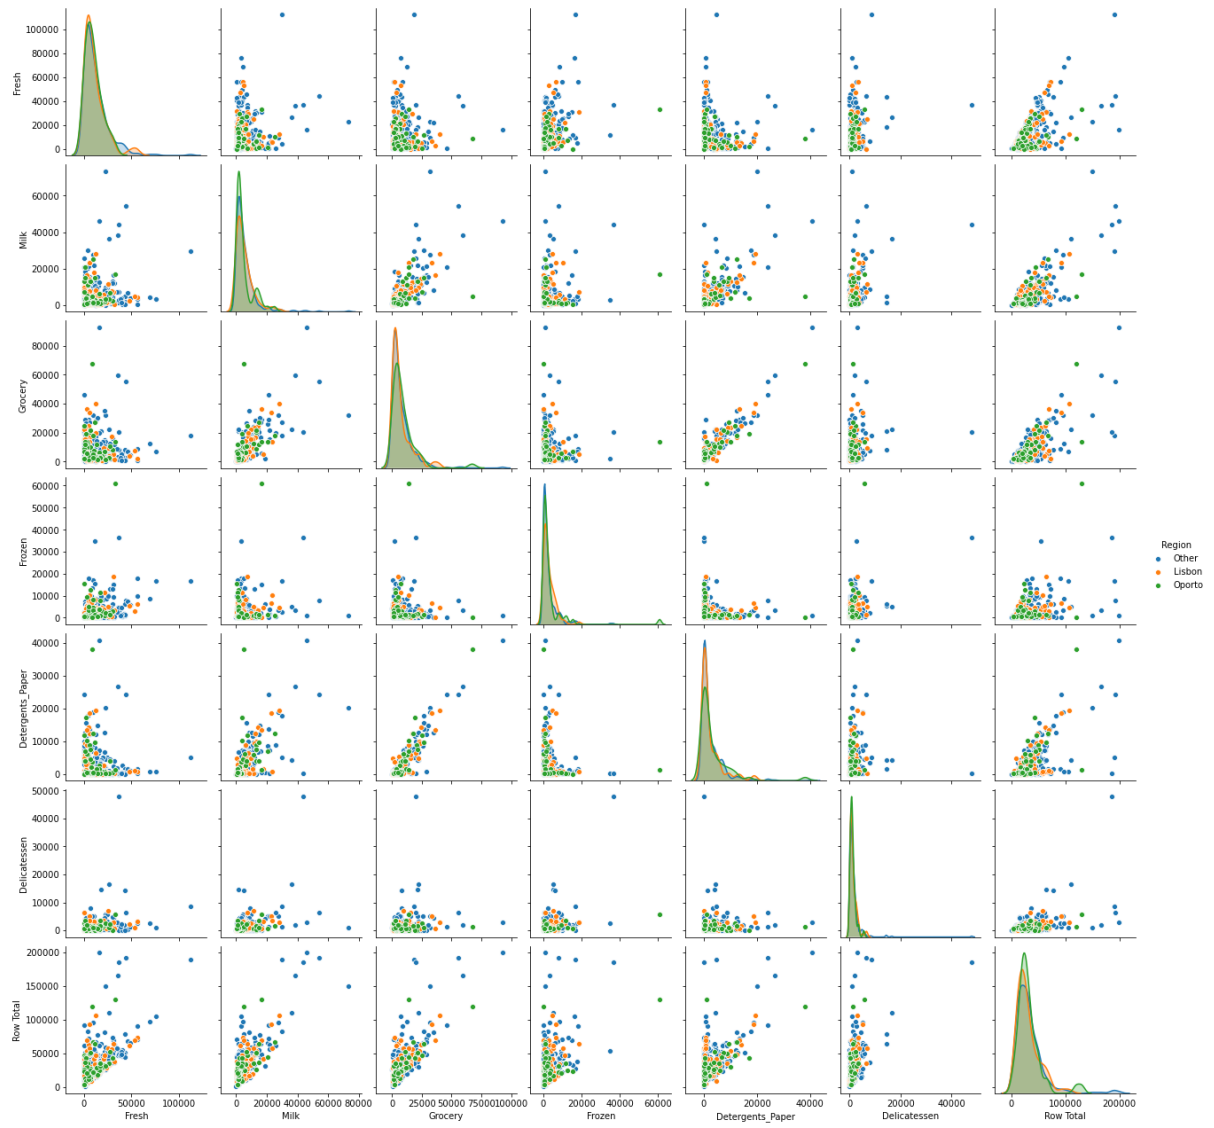 100000
80000
60000
40000
20000
0
Fresh
60000
40000
20000
0
Milk
80000
60000
40000
20000
0
Grocery
60000
50000
40000
30000
20000
10000
0
Frozen
Region
Other
Lisbon
Oporto
40000
30000
20000
10000
0
Detergents_Paper
50000
40000
30000
20000
10000
0
Delicatessen
200000
150000
100000
50000
0
Row Total
0 100000
0 20000 40000 60000 80000
0 25000 50000 75000 100000
0 20000 40000 60000
0 20000 40000
0 20000 40000
0 100000 200000
Fresh Milk Grocery Frozen Detergents_Paper Delicatessen Row Total